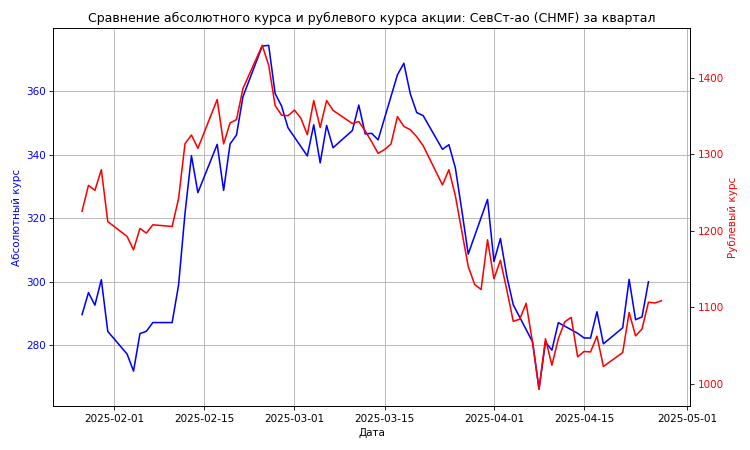 Сравнение абсолютного курса и рублевого курса акции: СевСт-ао (CHMF) за квартал
Абсолютный курс
360
340
320
300
280
1400
1300
1200
1100
1000
Рублевый курс
2025-02-01 2025-02-15 2025-03-01 2025-03-15 2025-04-01 2025-04-15 2025-05-01
Дата